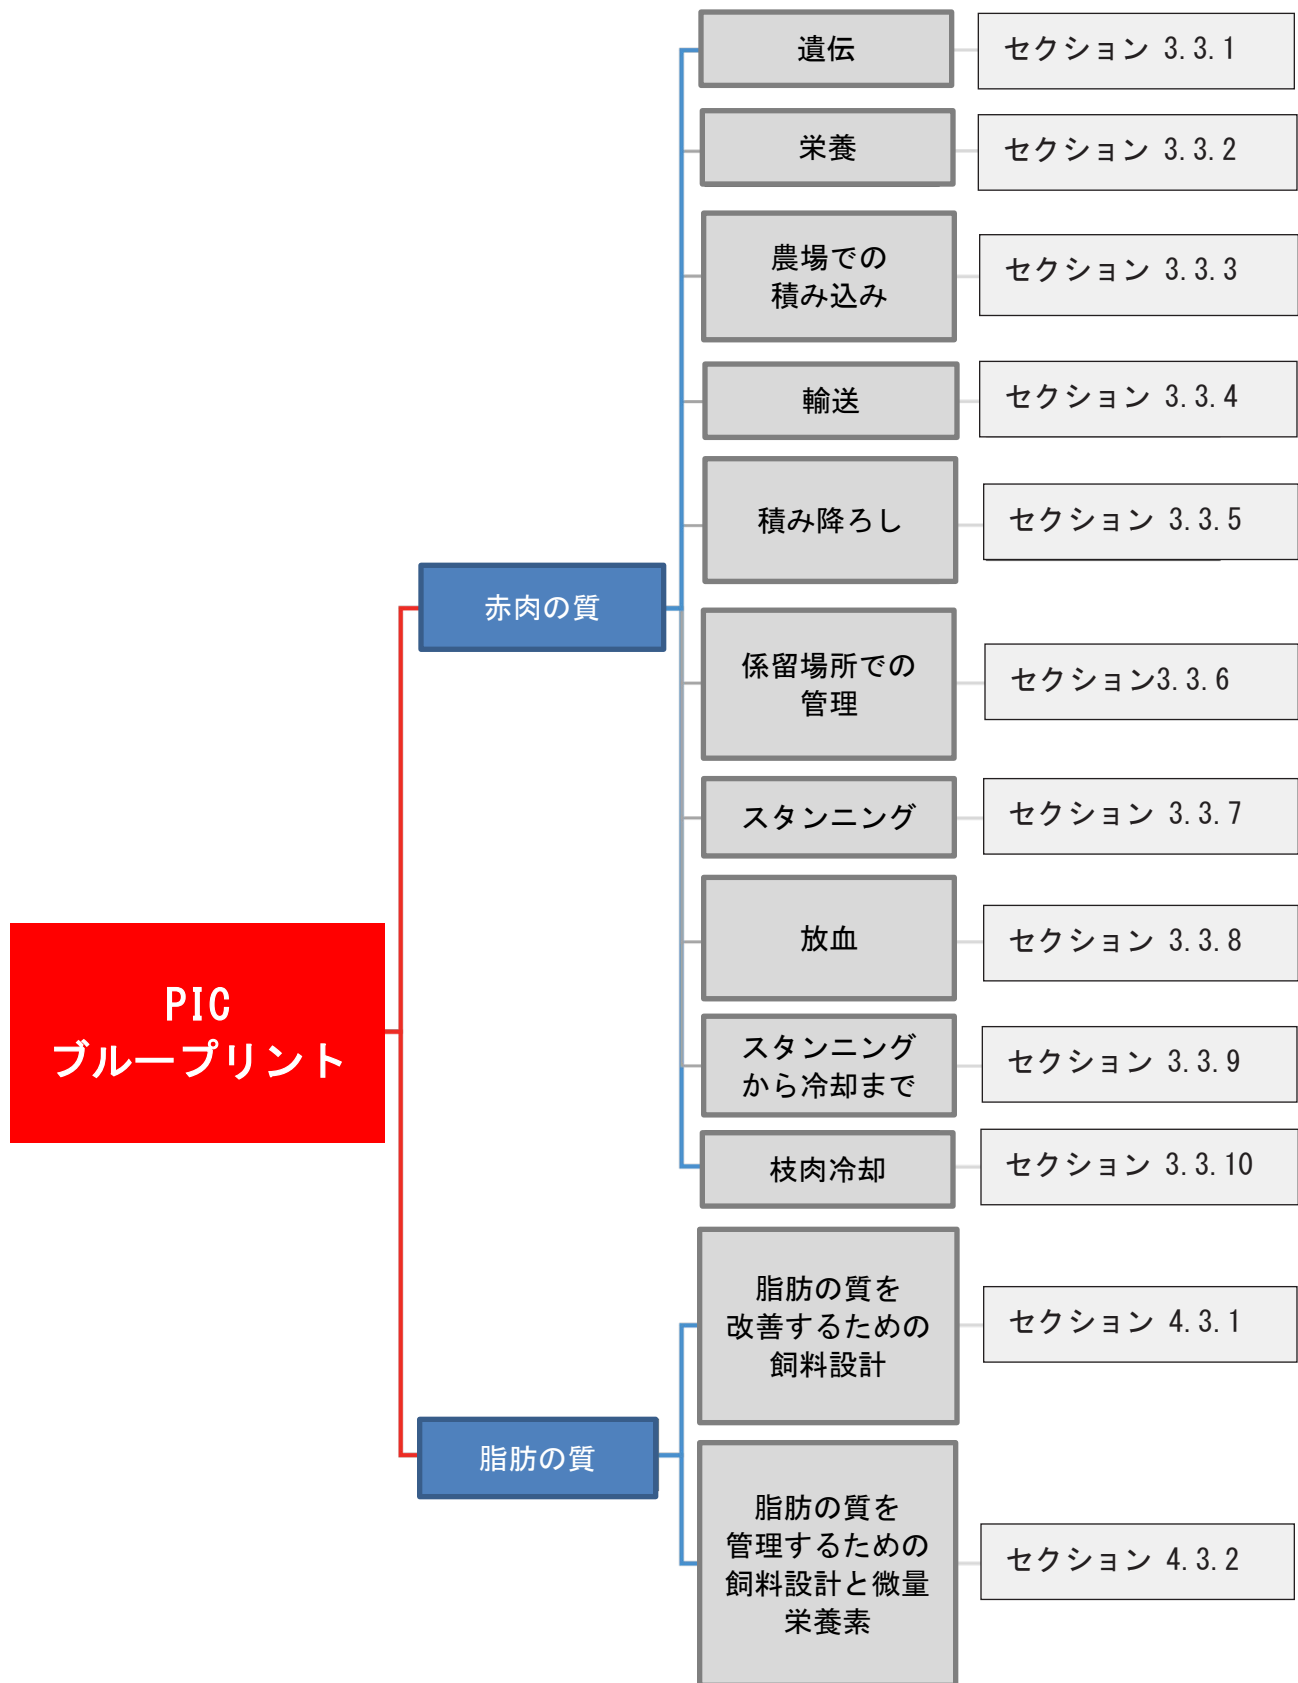 遺伝
セクション 3.3.1
栄養
セクション 3.3.2
農場での
積み込み
セクション 3.3.3
輸送
セクション 3.3.4
積み降ろし
セクション 3.3.5
赤肉の質
係留場所での
管理
セクション3.3.6
スタンニング
セクション 3.3.7
放血
セクション 3.3.8
PIC
ブループリント
スタンニング
から冷却まで
セクション 3.3.9
枝肉冷却
セクション 3.3.10
脂肪の質を
改善するための
飼料設計
セクション 4.3.1
脂肪の質
脂肪の質を
管理するための
飼料設計と微量
栄養素
セクション 4.3.2